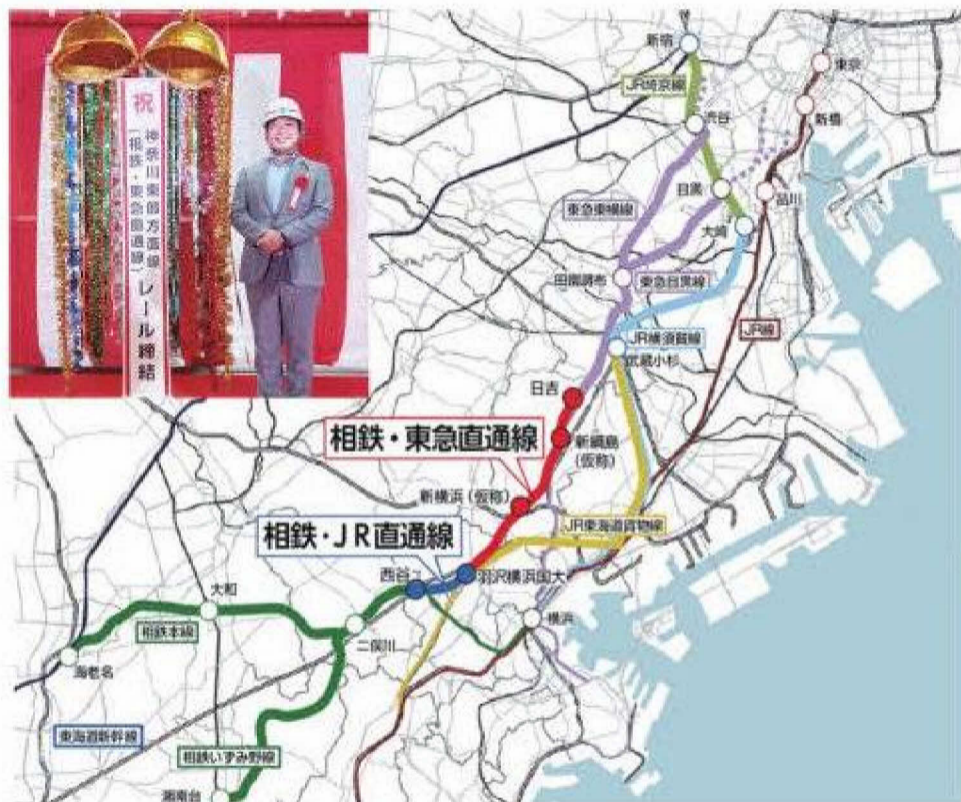 祝
神奈川東部方面線
(相鉄・東急直通線)
レール締結
新宿
東京
JR埼京線
渋谷
新橋
目黒
品川
東急東横線
大崎
田園調布
東急目黒線
JR線
JR横須賀線
武蔵小杉
日吉
相鉄・東急直通線
新綱島
(仮称)
新横浜(仮称)
JR東海道貨物線
相鉄・JR直通線
西谷
羽沢横浜国大
大和
横浜
相鉄本線
二俣川
海老名
東海道新幹線
相鉄いずみ野線
湘南台